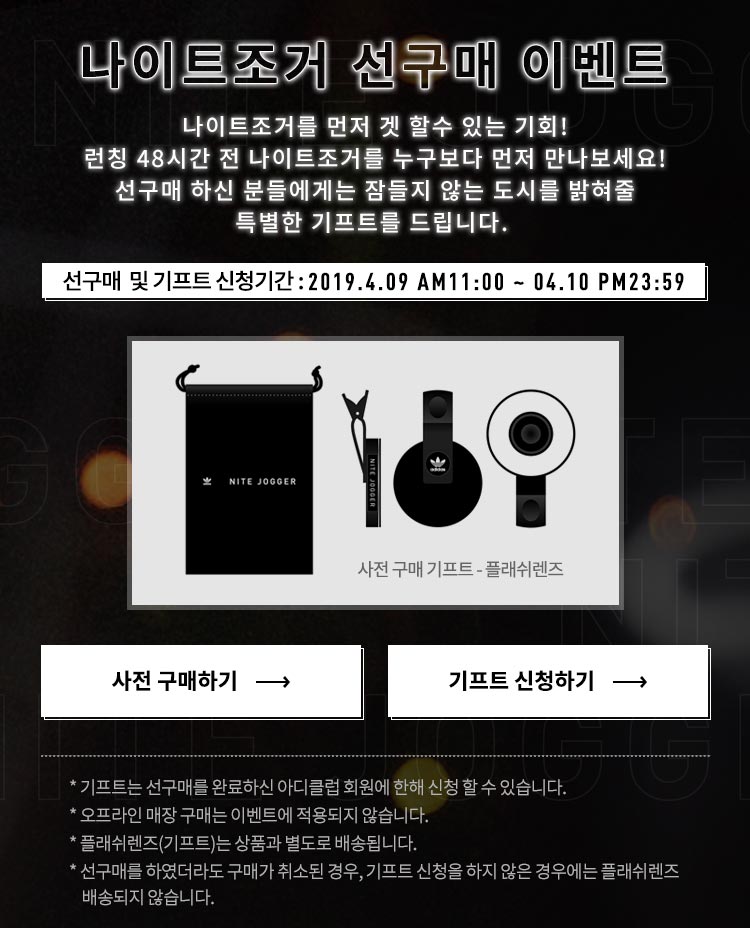 나이트조거 선구매 이벤트
나이트조거를 먼저 겟 할수 있는 기회!
런칭 48시간 전 나이트조거를 누구보다 먼저 만나보세요!
선구매 하신 분들에게는 잠들지 않는 도시를 밝혀줄
특별한 기프트를 드립니다.
선구매 및 기프트 신청기간 : 2019.4.09 AM11:00 ~ 04.10 PM23:59
NITE JOGGER
NITE JOGGER
adidas
사전 구매 기프트 - 플래쉬렌즈
사전 구매하기 →
기프트 신청하기 →
* 기프트는 선구매를 완료하신 아디클럽 회원에 한해 신청 할 수 있습니다.
* 오프라인 매장 구매는 이벤트에 적용되지 않습니다.
* 플래쉬렌즈(기프트)는 상품과 별도로 배송됩니다.
* 선구매를 하였더라도 구매가 취소된 경우, 기프트 신청을 하지 않은 경우에는 플래쉬렌즈
배송되지 않습니다.